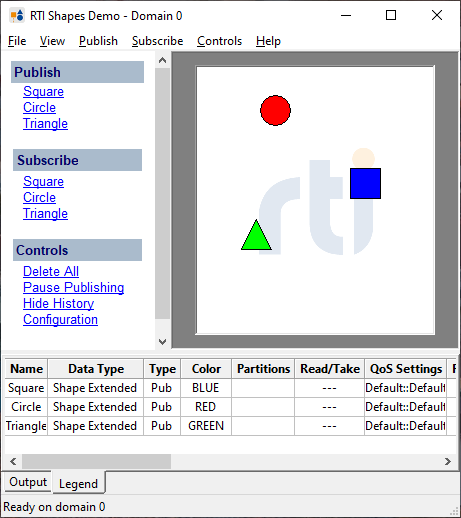 RTI Shapes Demo - Domain 0
File View Publish Subscribe Controls Help
Publish
Square
Circle
Triangle
Subscribe
Square
Circle
Triangle
Controls
Delete All
Pause Publishing
Hide History
Configuration
rti
Name Data Type Type Color Partitions Read/Take QoS Settings F
Square Shape Extended Pub BLUE --- Default::Default
Circle Shape Extended Pub RED --- Default::Default
Triangle Shape Extended Pub GREEN --- Default::Default
Output Legend
Ready on domain 0